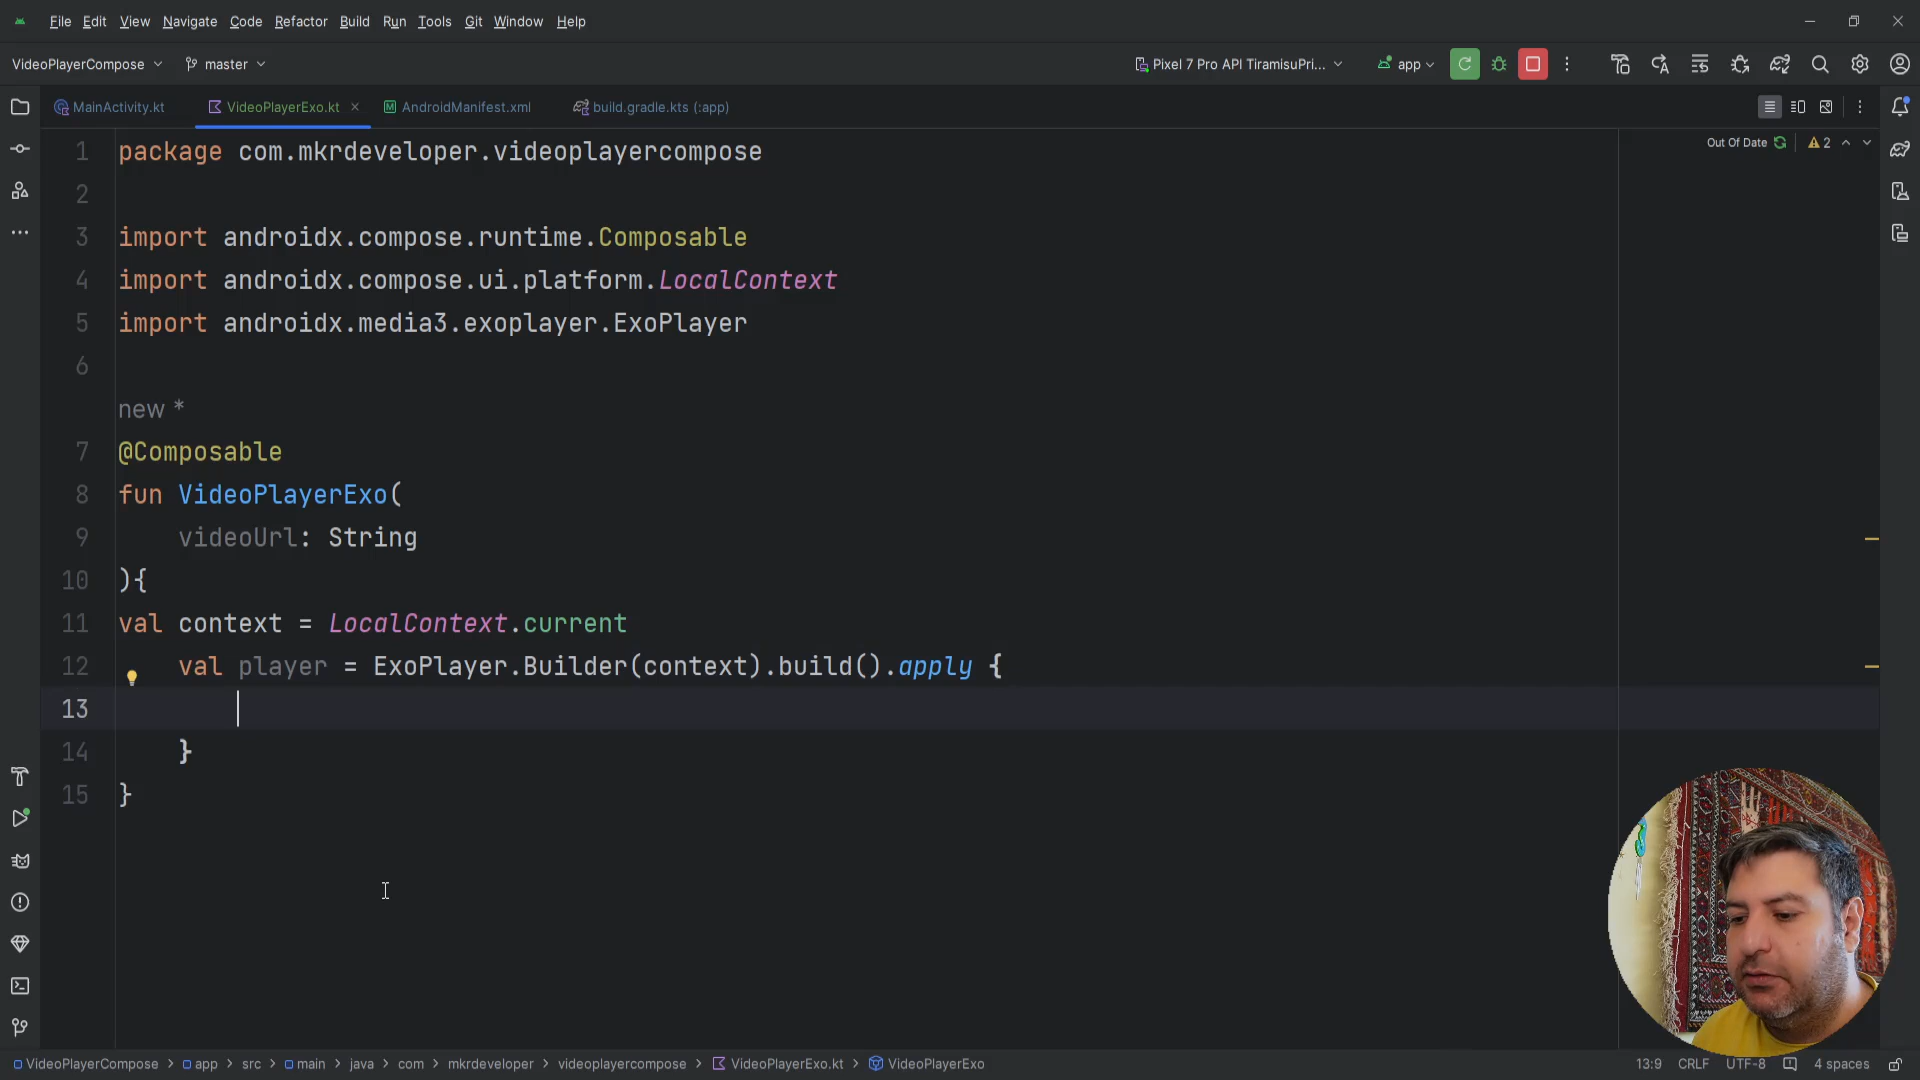 File Edit View Navigate Code Refactor Build Run Tools Git Window Help
VideoPlayerCompose master Pixel 7 Pro API TiramisuPri... app
MainActivity.kt VideoPlayerExo.kt AndroidManifest.xml build.gradle.kts (:app)
Out Of Date 2
1 package com.mkrdeveloper.videoplayercompose
2
3 import androidx.compose.runtime.Composable
4 import androidx.compose.ui.platform.LocalContext
5 import androidx.media3.exoplayer.ExoPlayer
6
new *
7 @Composable
8 fun VideoPlayerExo(
9 videoUrl: String
10 ){
11 val context = LocalContext.current
12 val player = ExoPlayer.Builder(context).build().apply {
13
14 }
15 }
VideoPlayerCompose > app > src > main > java > com > mkrdeveloper > videoplayercompose > VideoPlayerExo.kt > VideoPlayerExo 13:9 CRLF UTF-8 4 spaces